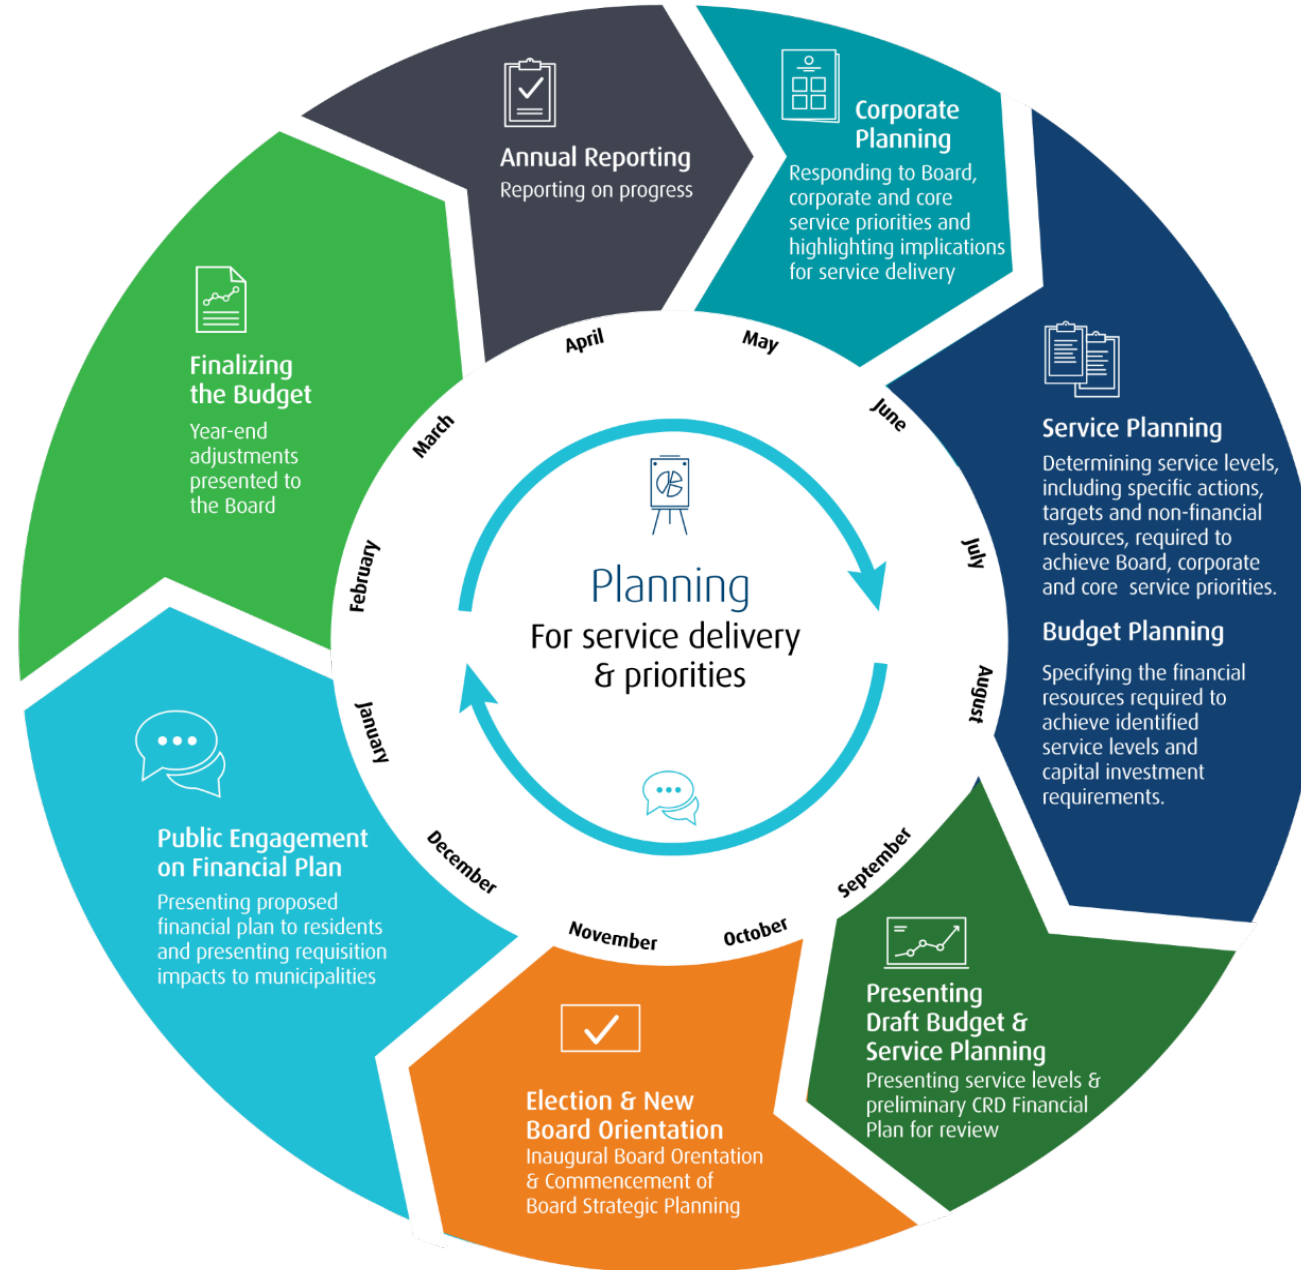 Annual Reporting
Reporting on progress
Corporate
Planning
Responding to Board,
corporate and core
service priorities and
highlighting implications
for service delivery
Service Planning
Determining service levels,
including specific actions,
targets and non-financial
resources, required to
achieve Board, corporate
and core service priorities.
Budget Planning
Specifying the financial
resources required to
achieve identified
service levels and
capital investment
requirements.
Presenting
Draft Budget &
Service Planning
Presenting service levels &
preliminary CRD Financial
Plan for review
Election & New
Board Orientation
Inaugural Board Orentation
& Commencement of
Board Strategic Planning
Public Engagement
on Financial Plan
Presenting proposed
financial plan to residents
and presenting requisition
impacts to municipalities
Finalizing
the Budget
Year-end
adjustments
presented to
the Board
January
February
March
April
May
June
July
August
September
October
November
December
Planning
For service delivery
& priorities